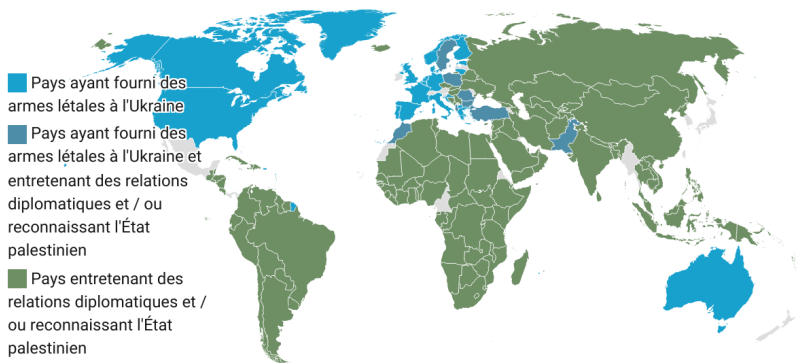 Pays ayant fourni des
armes létales à l'Ukraine
Pays ayant fourni des
armes létales à l'Ukraine et
entretenant des relations
diplomatiques et / ou
reconnaissant l'État
palestinien
Pays entretenant des
relations diplomatiques et /
ou reconnaissant l'État
palestinien